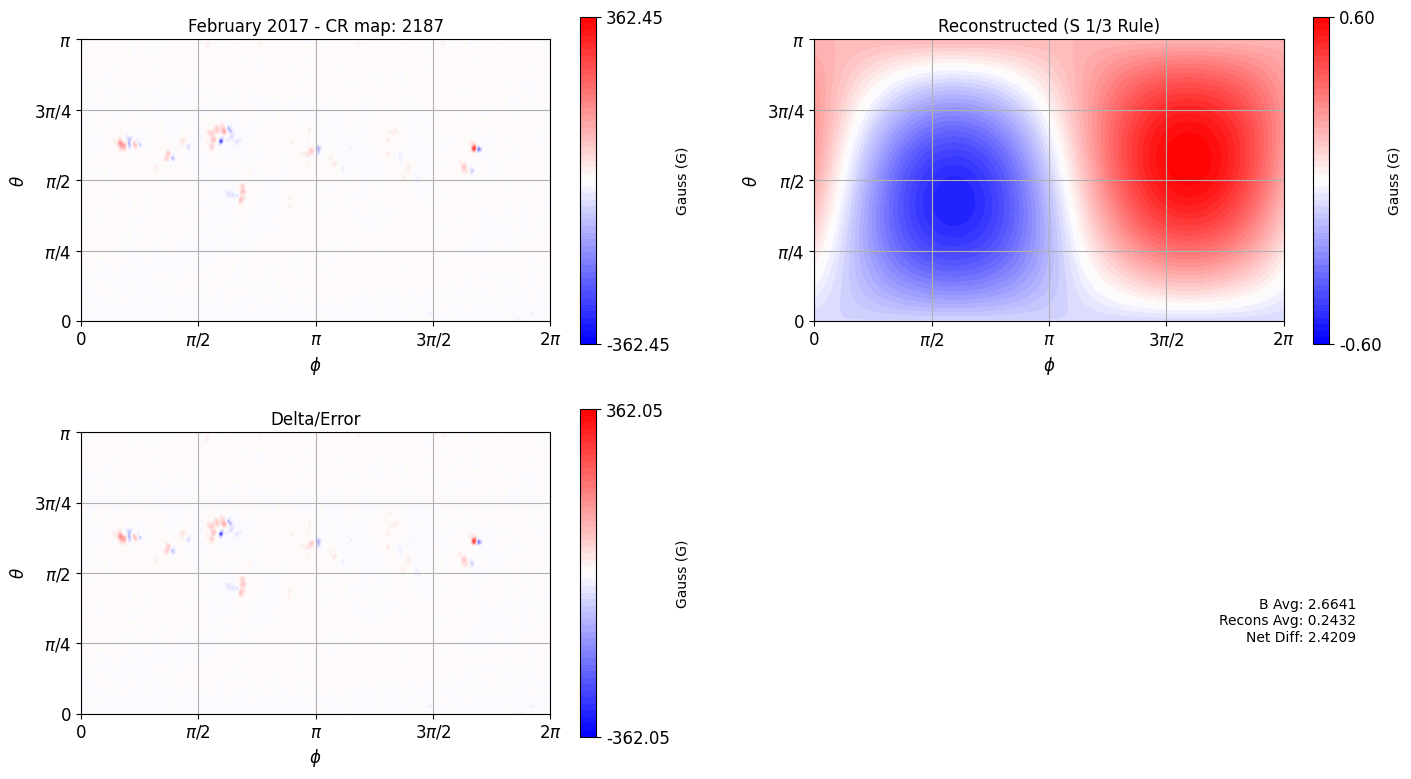 February 2017 - CR map: 2187
π
3π/4
π/2
π/4
0
θ
0
π/2
π
3π/2
2π
ϕ
362.45
-362.45
Gauss (G)
Reconstructed (S 1/3 Rule)
π
3π/4
π/2
π/4
0
θ
0
π/2
π
3π/2
2π
ϕ
0.60
-0.60
Gauss (G)
Delta/Error
π
3π/4
π/2
π/4
0
θ
0
π/2
π
3π/2
2π
ϕ
362.05
-362.05
Gauss (G)
B Avg: 2.6641
Recons Avg: 0.2432
Net Diff: 2.4209